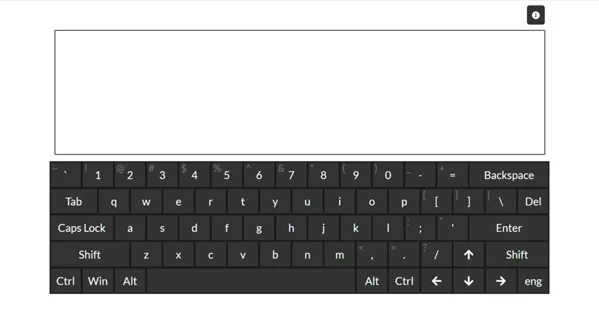 ~ ` ! 1 @ 2 # 3 $ 4 % 5 ^ 6 & 7 * 8 ( 9 ) 0 _ - + = Backspace
Tab q w e r t y u i o p [ [ ] ] | \ Del
Caps Lock a s d f g h j k l : ; " ' Enter
Shift z x c v b n m < , > . ? / ↑ Shift
Ctrl Win Alt Alt Ctrl ← ↓ → eng